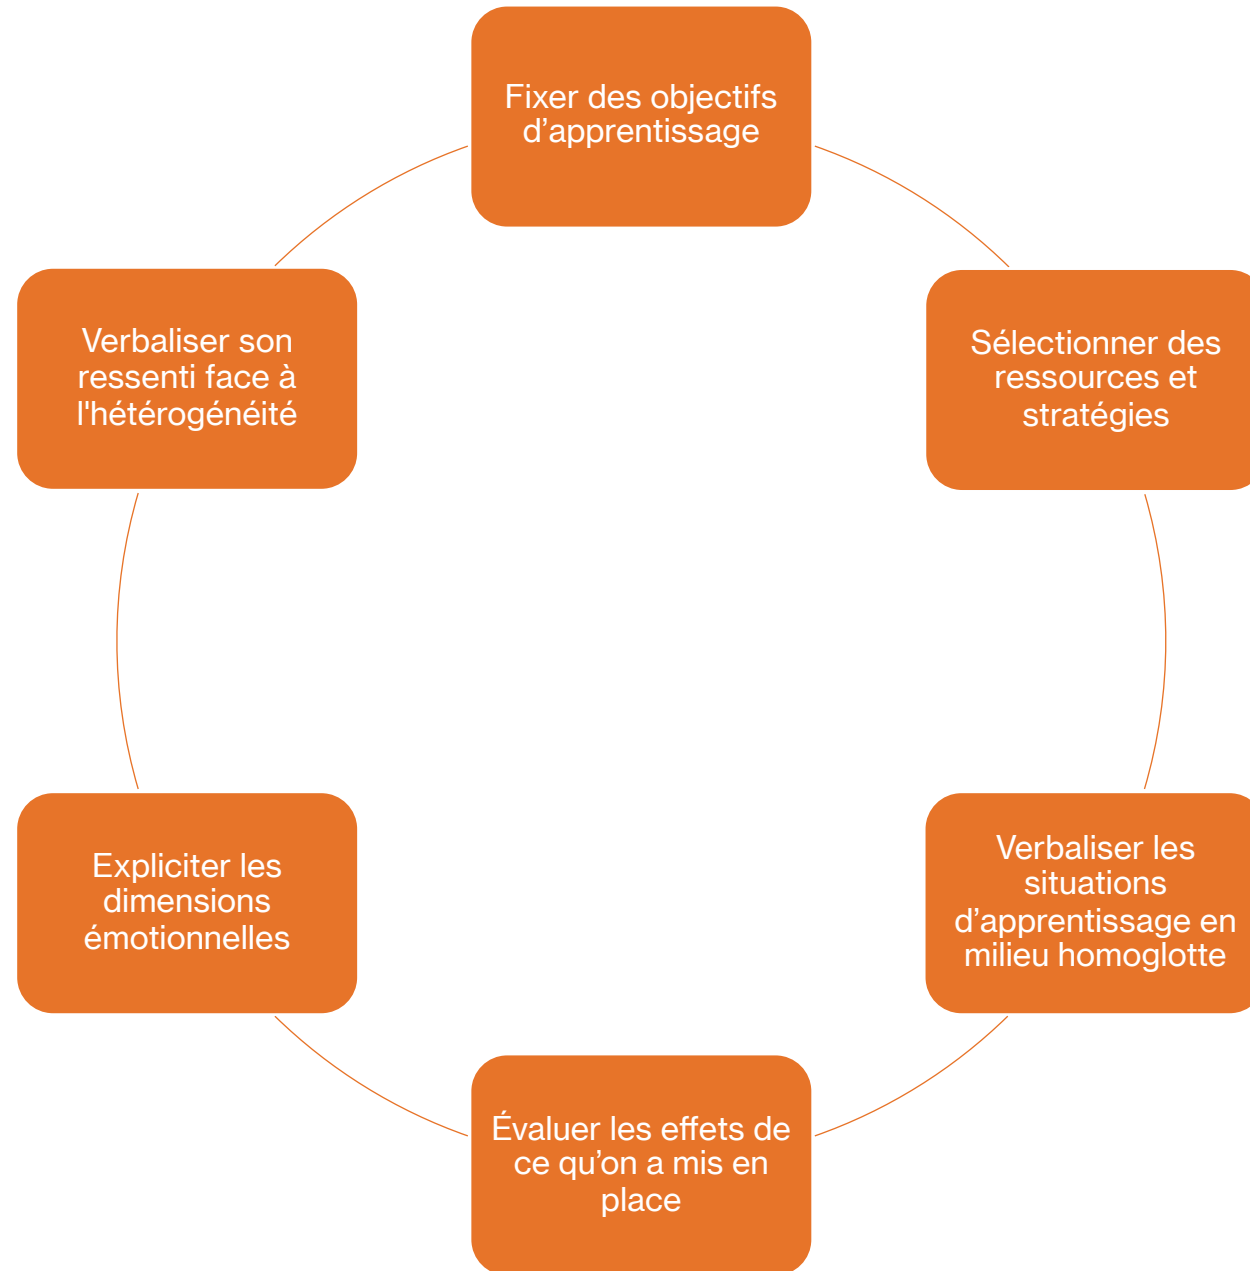 Fixer des objectifs
d’apprentissage
Sélectionner des
ressources et
stratégies
Verbaliser les
situations
d’apprentissage en
milieu homoglotte
Évaluer les effets de
ce qu’on a mis en
place
Expliciter les
dimensions
émotionnelles
Verbaliser son
ressenti face à
l'hétérogénéité